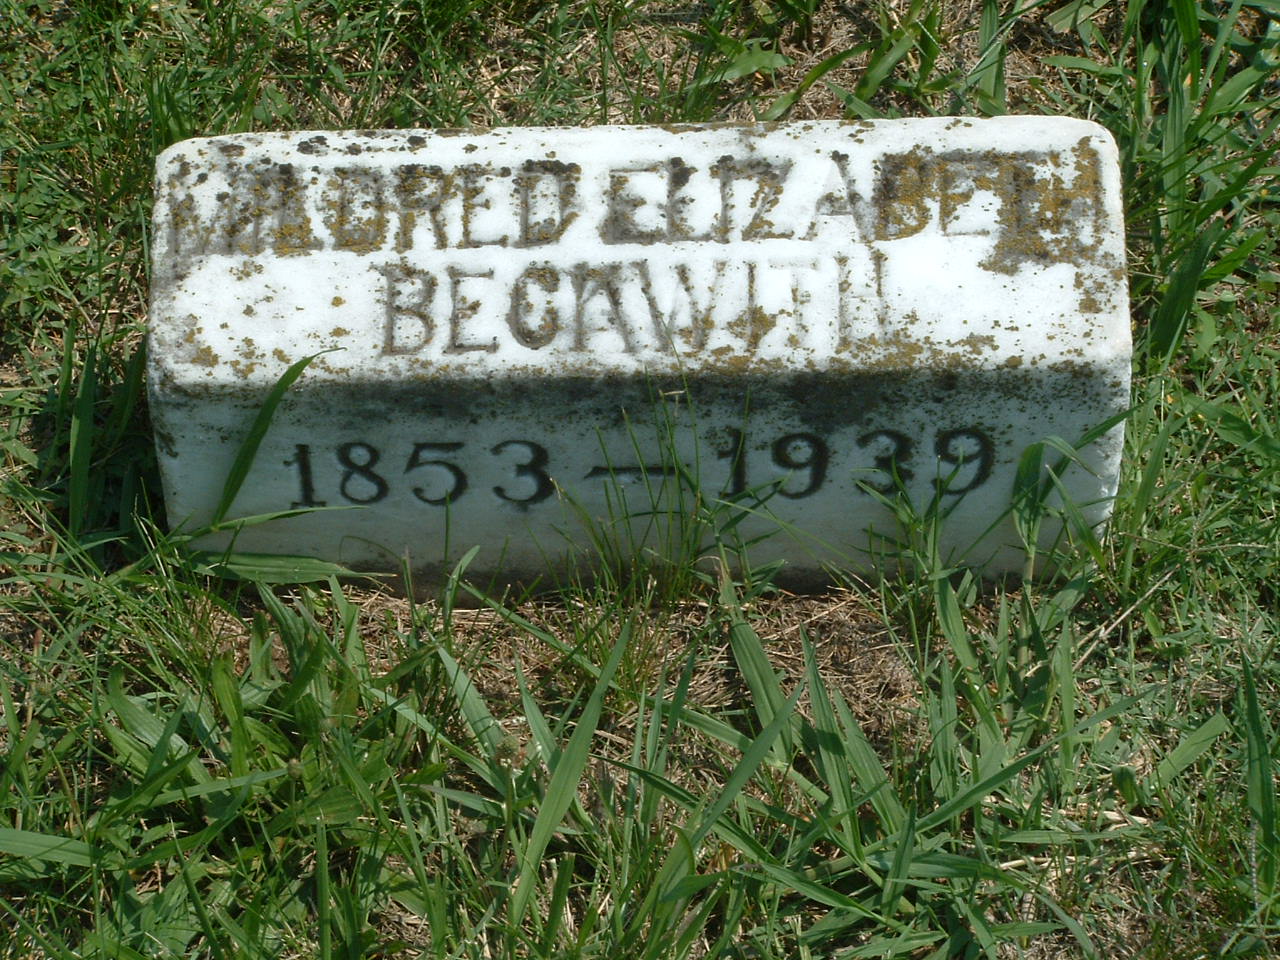 MILDRED ELIZABETH
BECKWITH
1853 — 1939